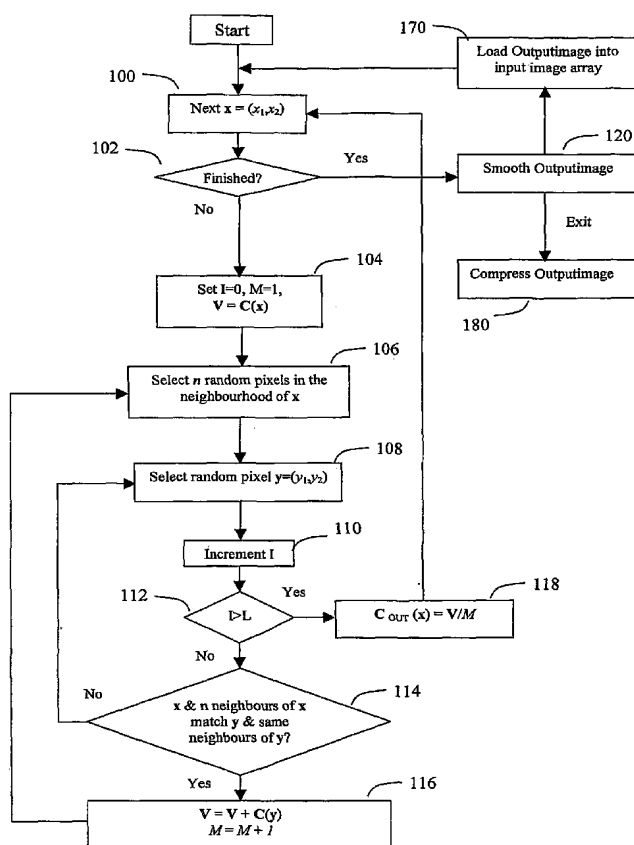 Start
170
Load Outputimage into
input image array
100
Next x = (x1,x2)
102
Finished?
Yes
No
120
Smooth Outputimage
Exit
Compress Outputimage
180
104
Set I=0, M=1,
V = C(x)
106
Select n random pixels in the
neighbourhood of x
108
Select random pixel y=(y1,y2)
110
Increment I
112
I>L
Yes
No
118
C OUT (x) = V/M
114
x & n neighbours of x
match y & same
neighbours of y?
No
Yes
116
V = V + C(y)
M = M + 1